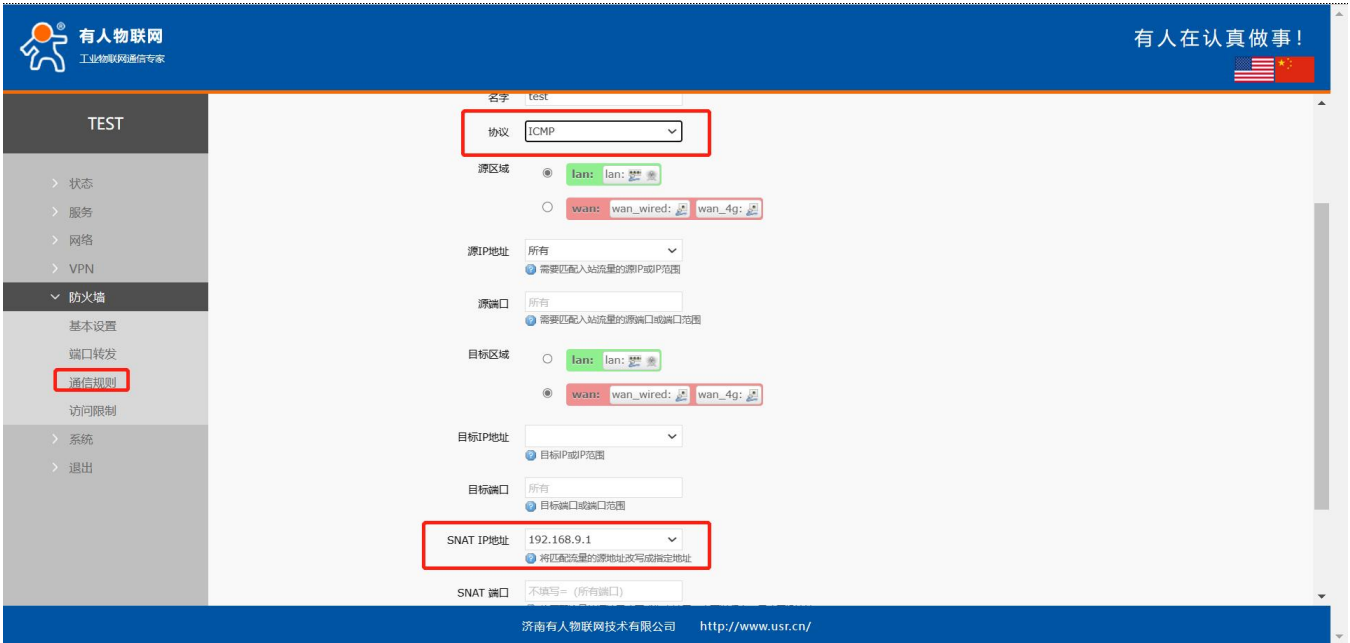 有人物联网
工业物联网通信专家
有人在认真做事!
TEST
状态
服务
网络
VPN
防火墙
基本设置
端口转发
通信规则
访问限制
系统
退出
名字 test
协议 ICMP
源区域 lan: lan:
wan: wan_wired: wan_4g:
源IP地址 所有
需要匹配入站流量的源IP或IP范围
源端口 所有
需要匹配入站流量的源端口或端口范围
目标区域 lan: lan:
wan: wan_wired: wan_4g:
目标IP地址
目标IP或IP范围
目标端口 所有
目标端口或端口范围
SNAT IP地址 192.168.9.1
将匹配流量的源地址改写成指定地址
SNAT 端口 不填写=（所有端口）
济南有人物联网技术有限公司 http://www.usr.cn/